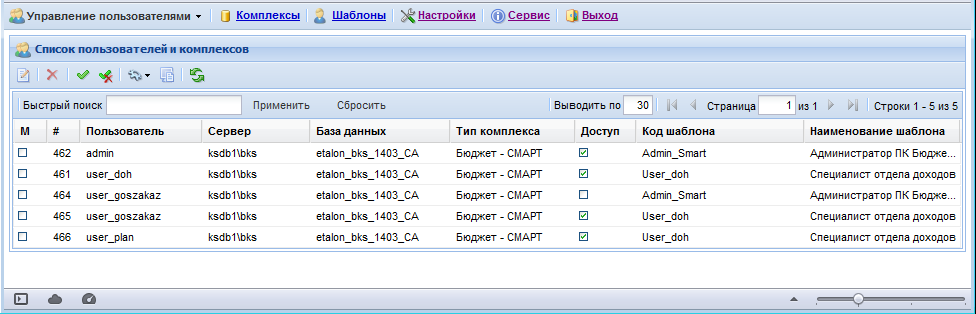 Управление пользователями Комплексы Шаблоны Настройки Сервис Выход
Список пользователей и комплексов
Быстрый поиск Применить Сбросить Выводить по 30 Страница 1 из 1 Строки 1 - 5 из 5
М # Пользователь Сервер База данных Тип комплекса Доступ Код шаблона Наименование шаблона
462 admin ksdb1\bks etalon_bks_1403_CA Бюджет - СМАРТ Admin_Smart Администратор ПК Бюдже...
461 user_doh ksdb1\bks etalon_bks_1403_CA Бюджет - СМАРТ User_doh Специалист отдела доходов
464 user_goszakaz ksdb1\bks etalon_bks_1403_CA Бюджет - СМАРТ Admin_Smart Администратор ПК Бюдже...
465 user_goszakaz ksdb1\bks etalon_bks_1403_CA Бюджет - СМАРТ User_doh Специалист отдела доходов
466 user_plan ksdb1\bks etalon_bks_1403_CA Бюджет - СМАРТ User_doh Специалист отдела доходов